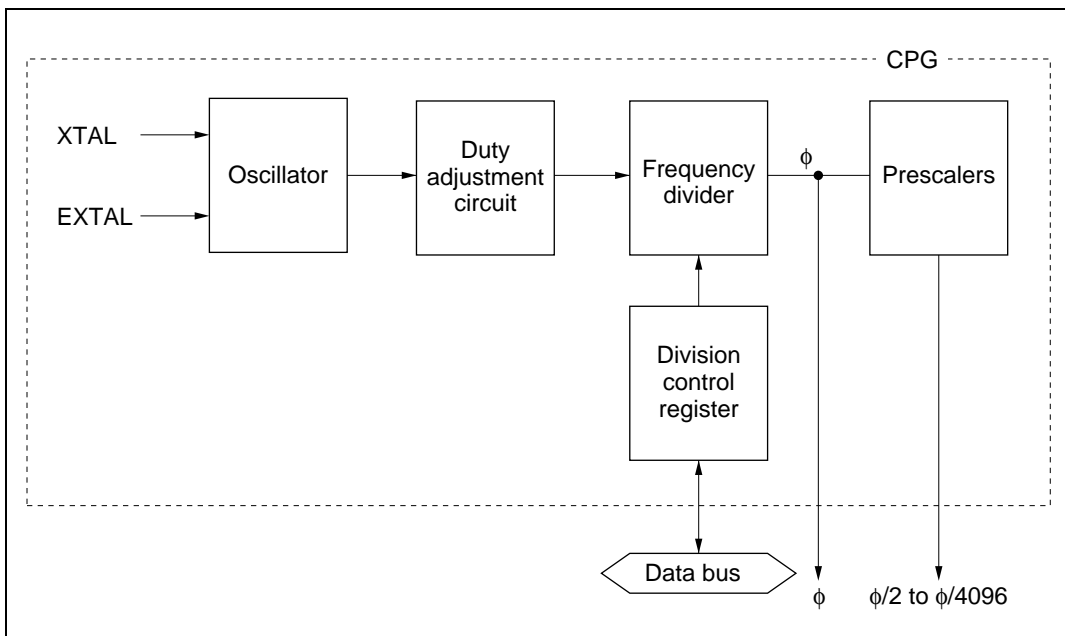 CPG
XTAL
EXTAL
Oscillator
Duty
adjustment
circuit
Frequency
divider
ϕ
Prescalers
Division
control
register
Data bus
ϕ
ϕ/2 to ϕ/4096